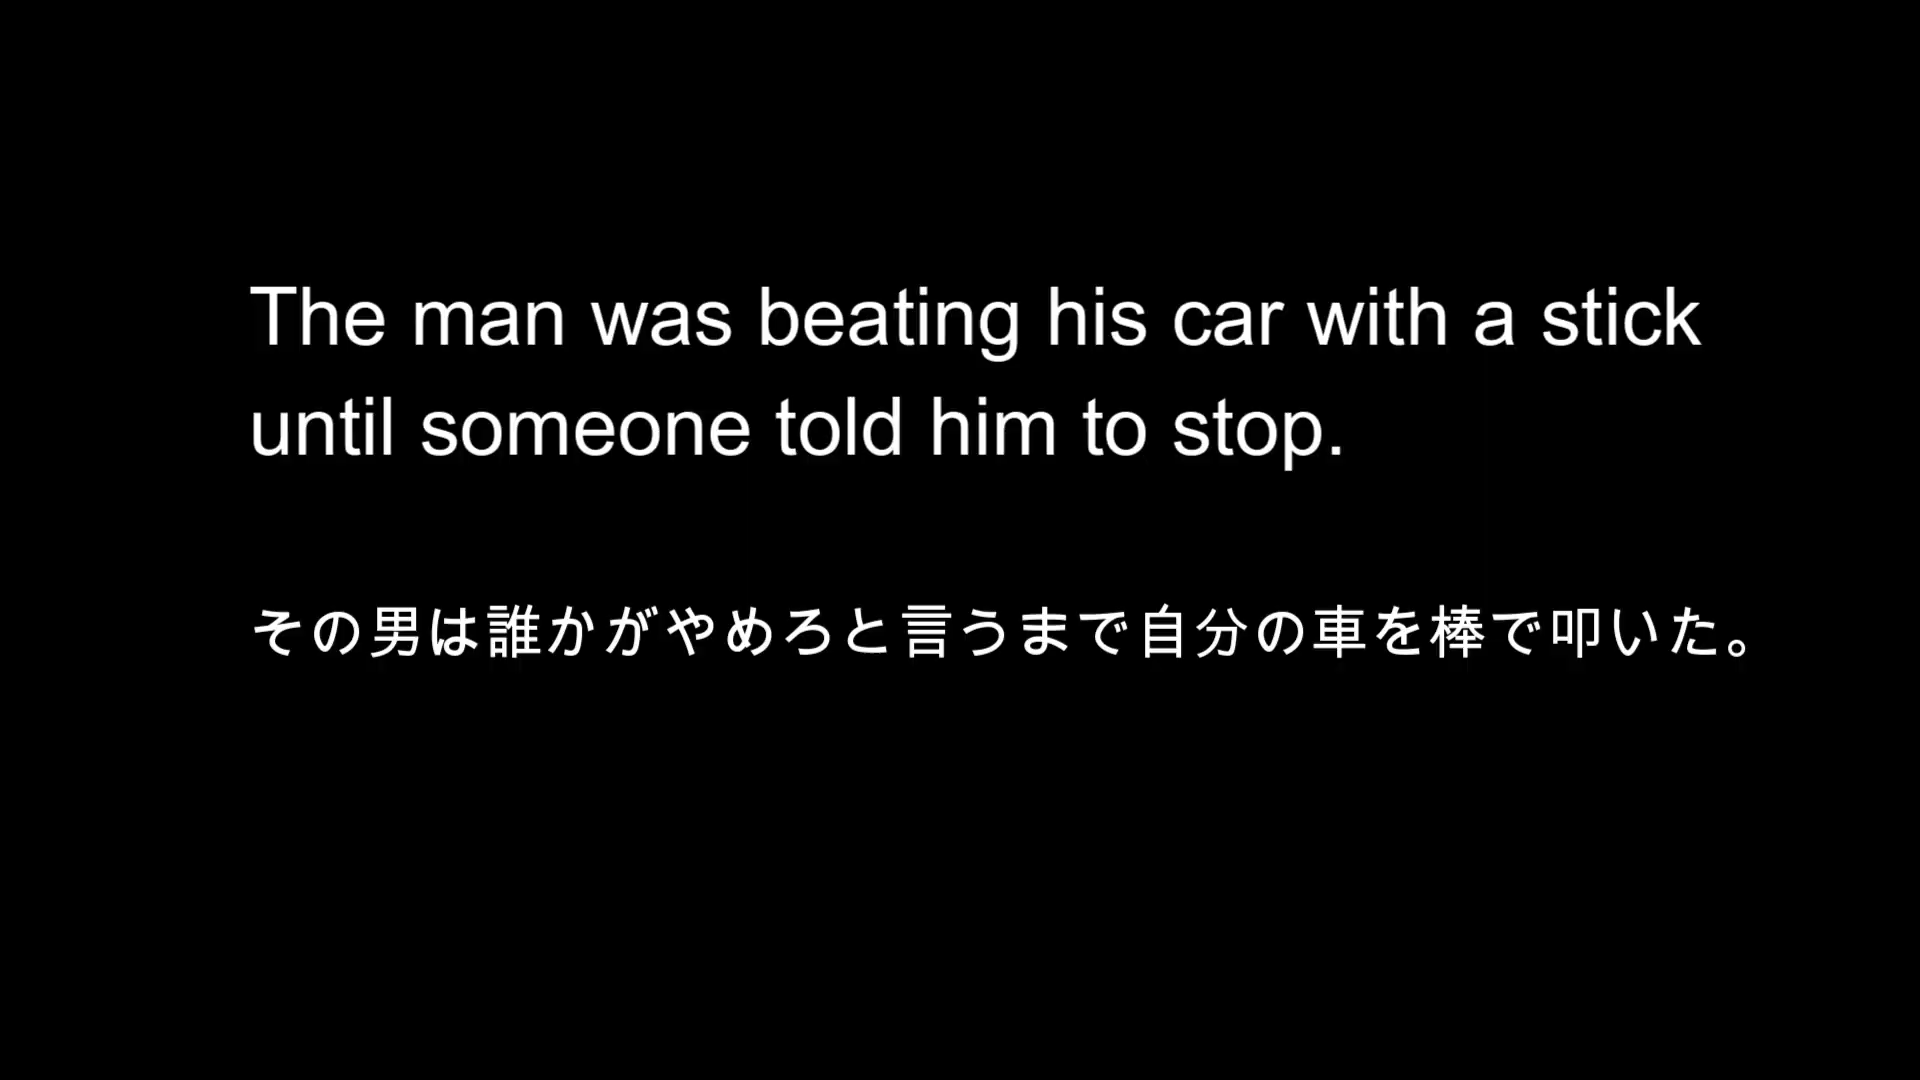 The man was beating his car with a stick
until someone told him to stop.
その男は誰かがやめろと言うまで自分の車を棒で叩いた。